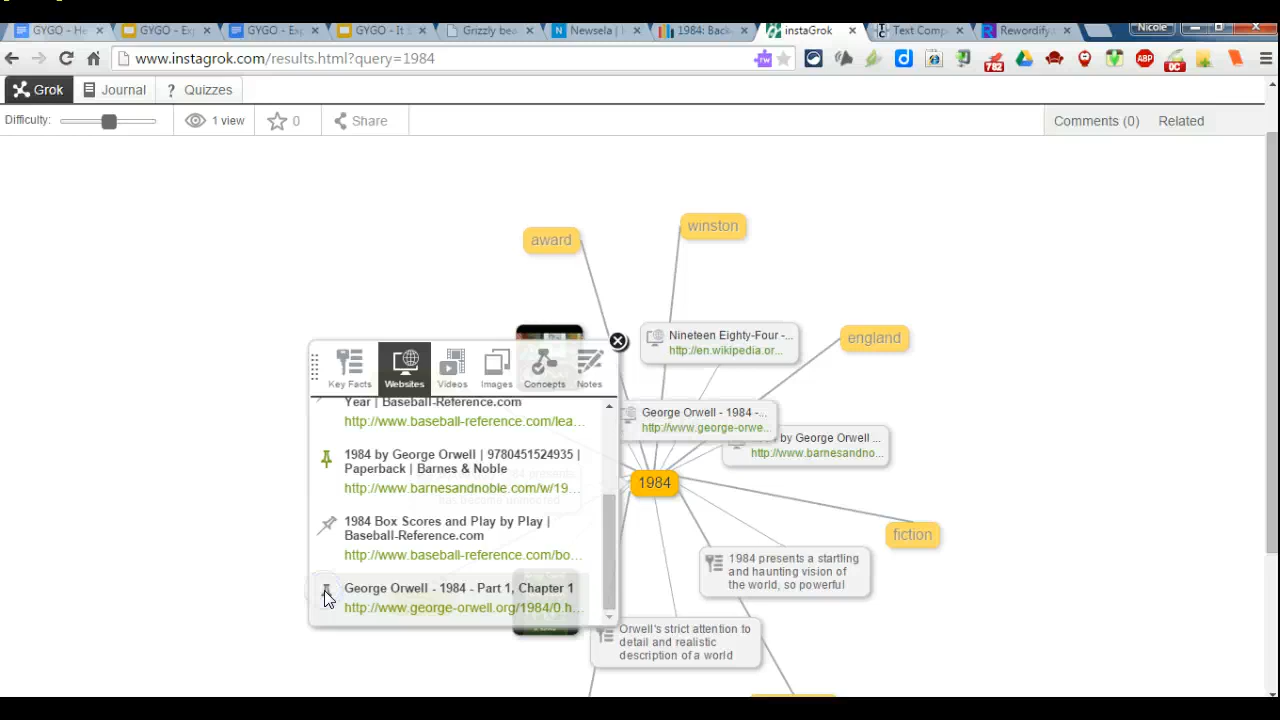 GYGO - He
GYGO - Exp
GYGO - Exp
GYGO - It S
Grizzly bea
Newsela |
1984: Back
instaGrok
Text Comp
Rewordify
Nicole
www.instagrok.com/results.html?query=1984
rw
782
ABP
OC
Grok
Journal
Quizzes
Difficulty:
1 view
0
Share
Comments (0)
Related
award
winston
Nineteen Eighty-Four -...
http://en.wikipedia.or...
england
Key Facts
Websites
Videos
Images
Concepts
Notes
Year | Baseball-Reference.com
http://www.baseball-reference.com/lea...
1984 by George Orwell | 9780451524935 |
Paperback | Barnes & Noble
http://www.barnesandnoble.com/w/19...
1984 Box Scores and Play by Play |
Baseball-Reference.com
http://www.baseball-reference.com/bo...
George Orwell - 1984 - Part 1, Chapter 1
http://www.george-orwell.org/1984/0.h...
George Orwell - 1984 -...
http://www.george-orwe...
by George Orwell ...
http://www.barnesandno...
1984
fiction
1984 presents a startling
and haunting vision of
the world, so powerful
Orwell's strict attention to
detail and realistic
description of a world